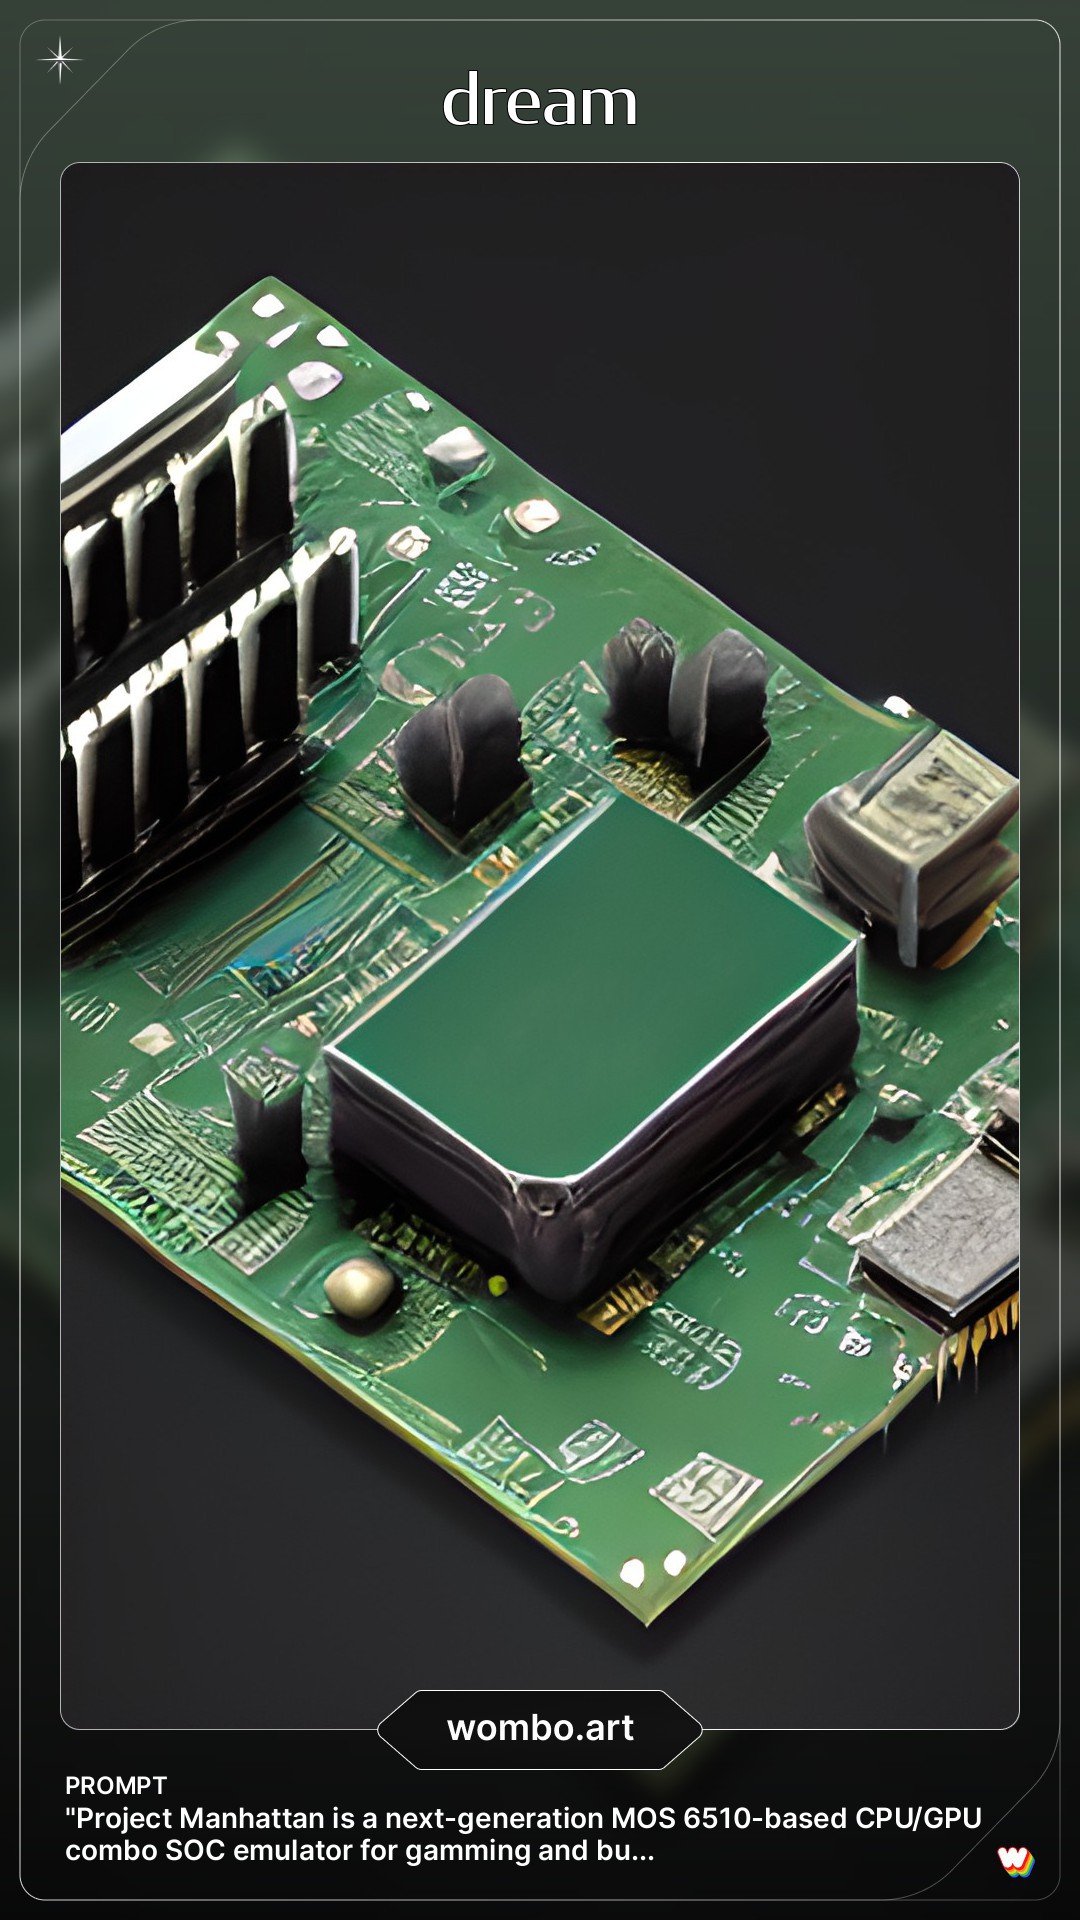 dream
wombo.art
PROMPT
"Project Manhattan is a next-generation MOS 6510-based CPU/GPU
combo SOC emulator for gamming and bu...
W